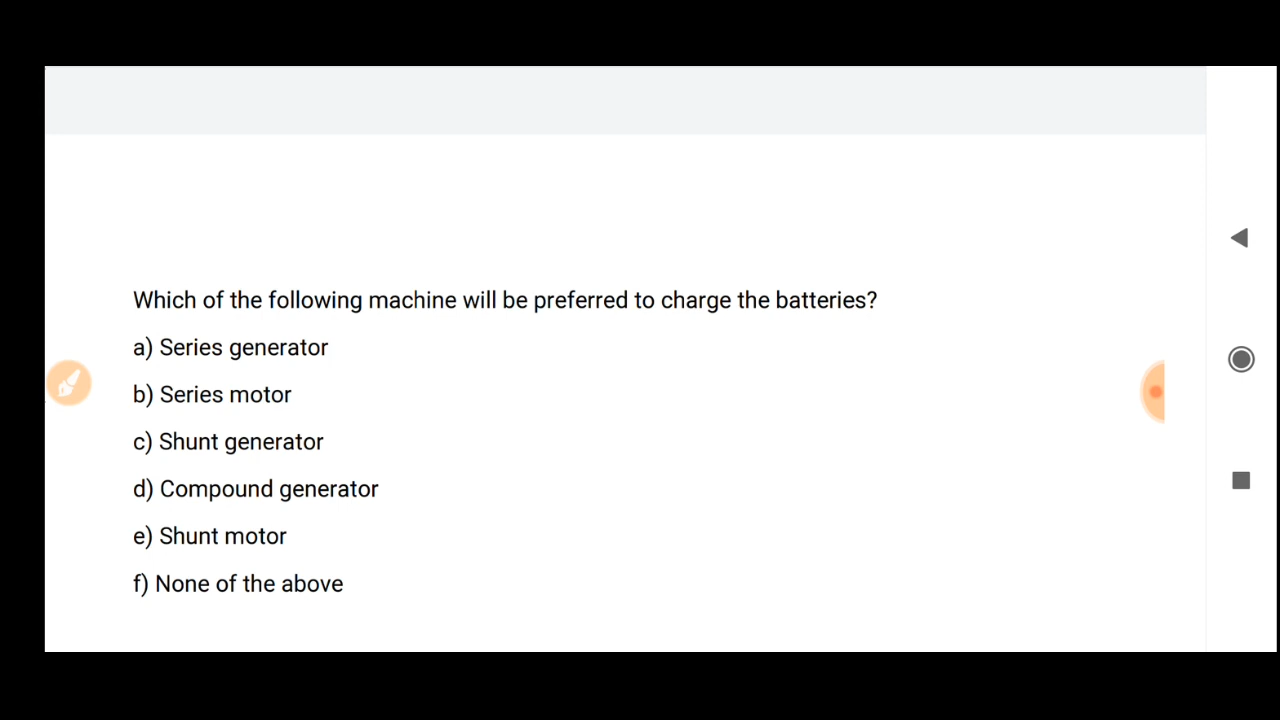 Which of the following machine will be preferred to charge the batteries?
a) Series generator
b) Series motor
c) Shunt generator
d) Compound generator
e) Shunt motor
f) None of the above